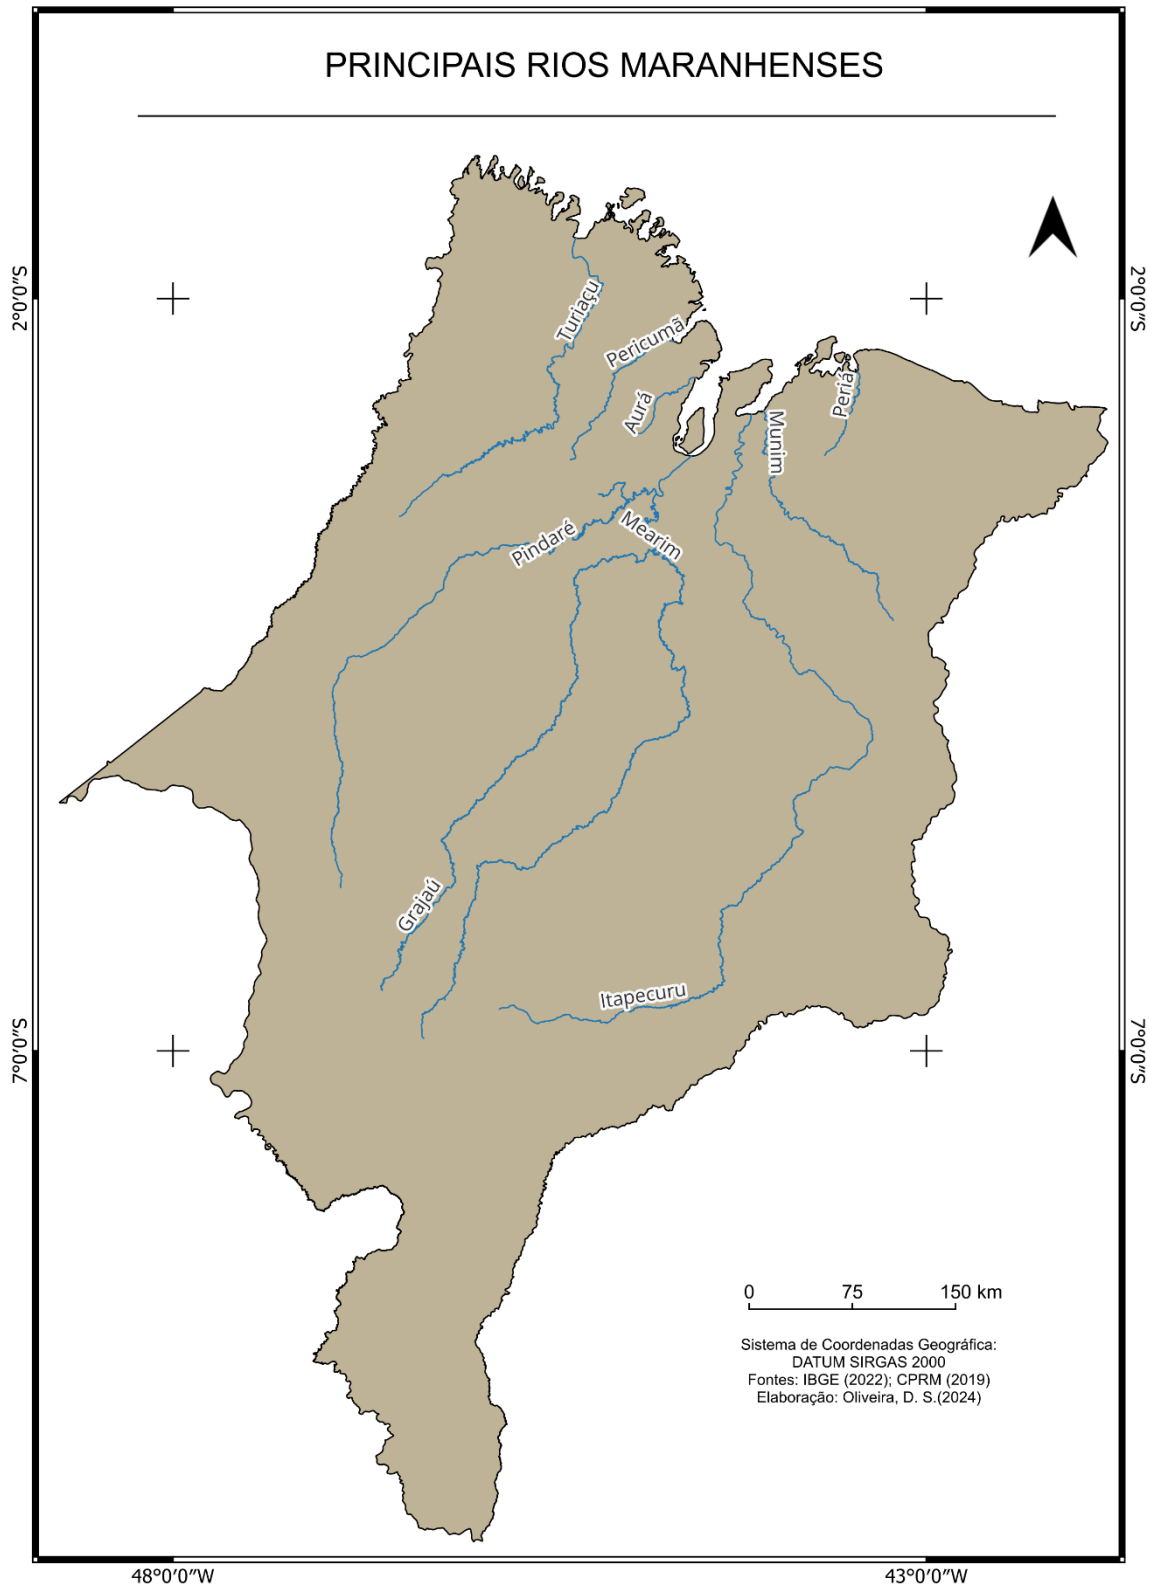 PRINCIPAIS RIOS MARANHENSES
2°0'0"S
2°0'0"S
Turiaçu
Pericumã
Aurá
Periá
Munim
Pindaré
Mearim
Grajaú
Itapecuru
7°0'0"S
7°0'0"S
0 75 150 km
Sistema de Coordenadas Geográfica:
DATUM SIRGAS 2000
Fontes: IBGE (2022); CPRM (2019)
Elaboração: Oliveira, D. S.(2024)
48°0'0"W
43°0'0"W